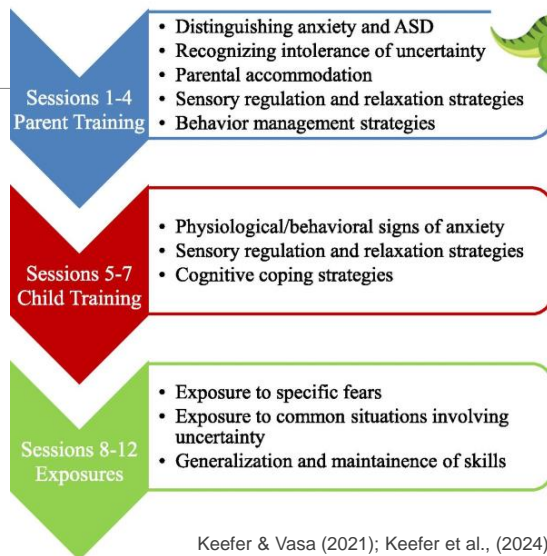 Sessions 1-4
Parent Training
• Distinguishing anxiety and ASD
• Recognizing intolerance of uncertainty
• Parental accommodation
• Sensory regulation and relaxation strategies
• Behavior management strategies
Sessions 5-7
Child Training
• Physiological/behavioral signs of anxiety
• Sensory regulation and relaxation strategies
• Cognitive coping strategies
Sessions 8-12
Exposures
• Exposure to specific fears
• Exposure to common situations involving
uncertainty
• Generalization and maintainence of skills
Keefer & Vasa (2021); Keefer et al., (2024)